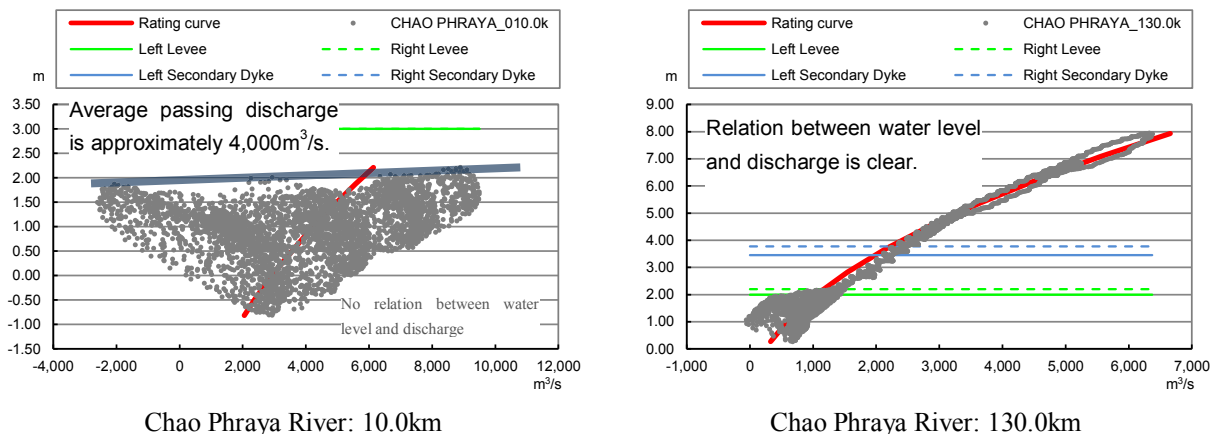 Rating curve
CHAO PHRAYA_010.0k
Left Levee
Right Levee
Left Secondary Dyke
Right Secondary Dyke
m
3.50
3.00
2.50
2.00
1.50
1.00
0.50
0.00
-0.50
-1.00
-1.50
Average passing discharge
is approximately 4,000m³/s.
No relation between water
level and discharge
-4,000
-2,000
0
2,000
4,000
6,000
8,000
10,000
12,000
m³/s
Chao Phraya River: 10.0km
Rating curve
CHAO PHRAYA_130.0k
Left Levee
Right Levee
Left Secondary Dyke
Right Secondary Dyke
m
9.00
8.00
7.00
6.00
5.00
4.00
3.00
2.00
1.00
0.00
Relation between water level
and discharge is clear.
-1,000
0
1,000
2,000
3,000
4,000
5,000
6,000
7,000
m³/s
Chao Phraya River: 130.0km